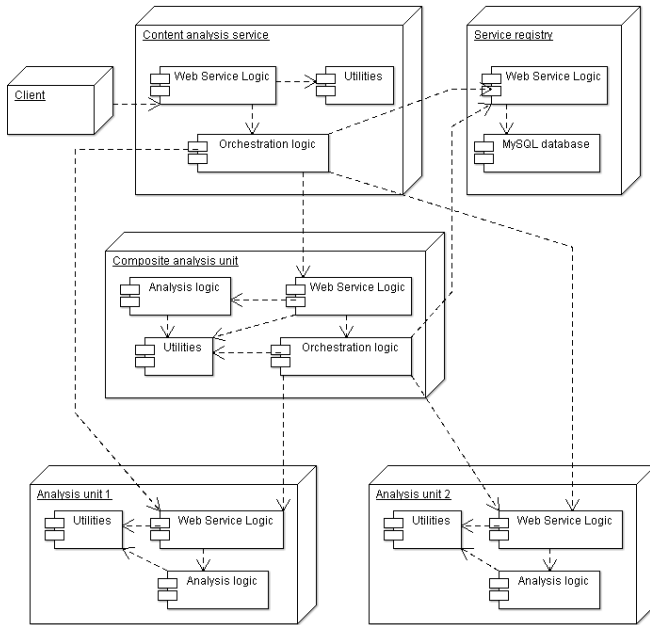 Content analysis service
Service registry
Web Service Logic
Utilities
Web Service Logic
Client
Orchestration logic
MySQL database
Composite analysis unit
Analysis logic
Web Service Logic
Utilities
Orchestration logic
Analysis unit 1
Analysis unit 2
Utilities
Web Service Logic
Utilities
Web Service Logic
Analysis logic
Analysis logic